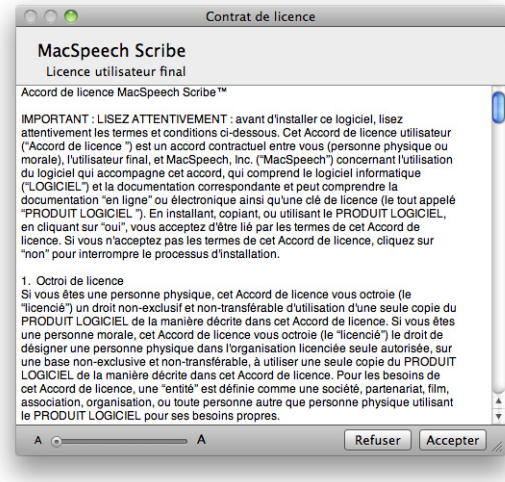 Contrat de licence
MacSpeech Scribe
Licence utilisateur final
Accord de licence MacSpeech Scribe™
IMPORTANT : LISEZ ATTENTIVEMENT : avant d'installer ce logiciel, lisez
attentivement les termes et conditions ci-dessous. Cet Accord de licence utilisateur
(“Accord de licence ”) est un accord contractuel entre vous (personne physique ou
morale), l'utilisateur final, et MacSpeech, Inc. (“MacSpeech”) concernant l'utilisation
du logiciel qui accompagne cet accord, qui comprend le logiciel informatique
(“LOGICIEL”) et la documentation correspondante et peut comprendre la
documentation “en ligne” ou électronique ainsi qu'une clé de licence (le tout appelé
“PRODUIT LOGICIEL ”). En installant, copiant, ou utilisant le PRODUIT LOGICIEL,
en cliquant sur “oui”, vous acceptez d'être lié par les termes de cet Accord de
licence. Si vous n'acceptez pas les termes de cet Accord de licence, cliquez sur
“non” pour interrompre le processus d'installation.
1. Octroi de licence
Si vous êtes une personne physique, cet Accord de licence vous octroie (le
“licencié”) un droit non-exclusif et non-transférable d'utilisation d'une seule copie du
PRODUIT LOGICIEL de la manière décrite dans cet Accord de licence. Si vous êtes
une personne morale, cet Accord de licence vous octroie (le “licencié”) le droit de
désigner une personne physique dans l'organisation licenciée seule autorisée, sur
une base non-exclusive et non-transférable, à utiliser une seule copie du PRODUIT
LOGICIEL de la manière décrite dans cet Accord de licence. Pour les besoins de
cet Accord de licence, une “entité” est définie comme une société, partenariat, film,
association, organisation, ou toute personne autre que personne physique utilisant
le PRODUIT LOGICIEL pour ses besoins propres.
A A Refuser Accepter